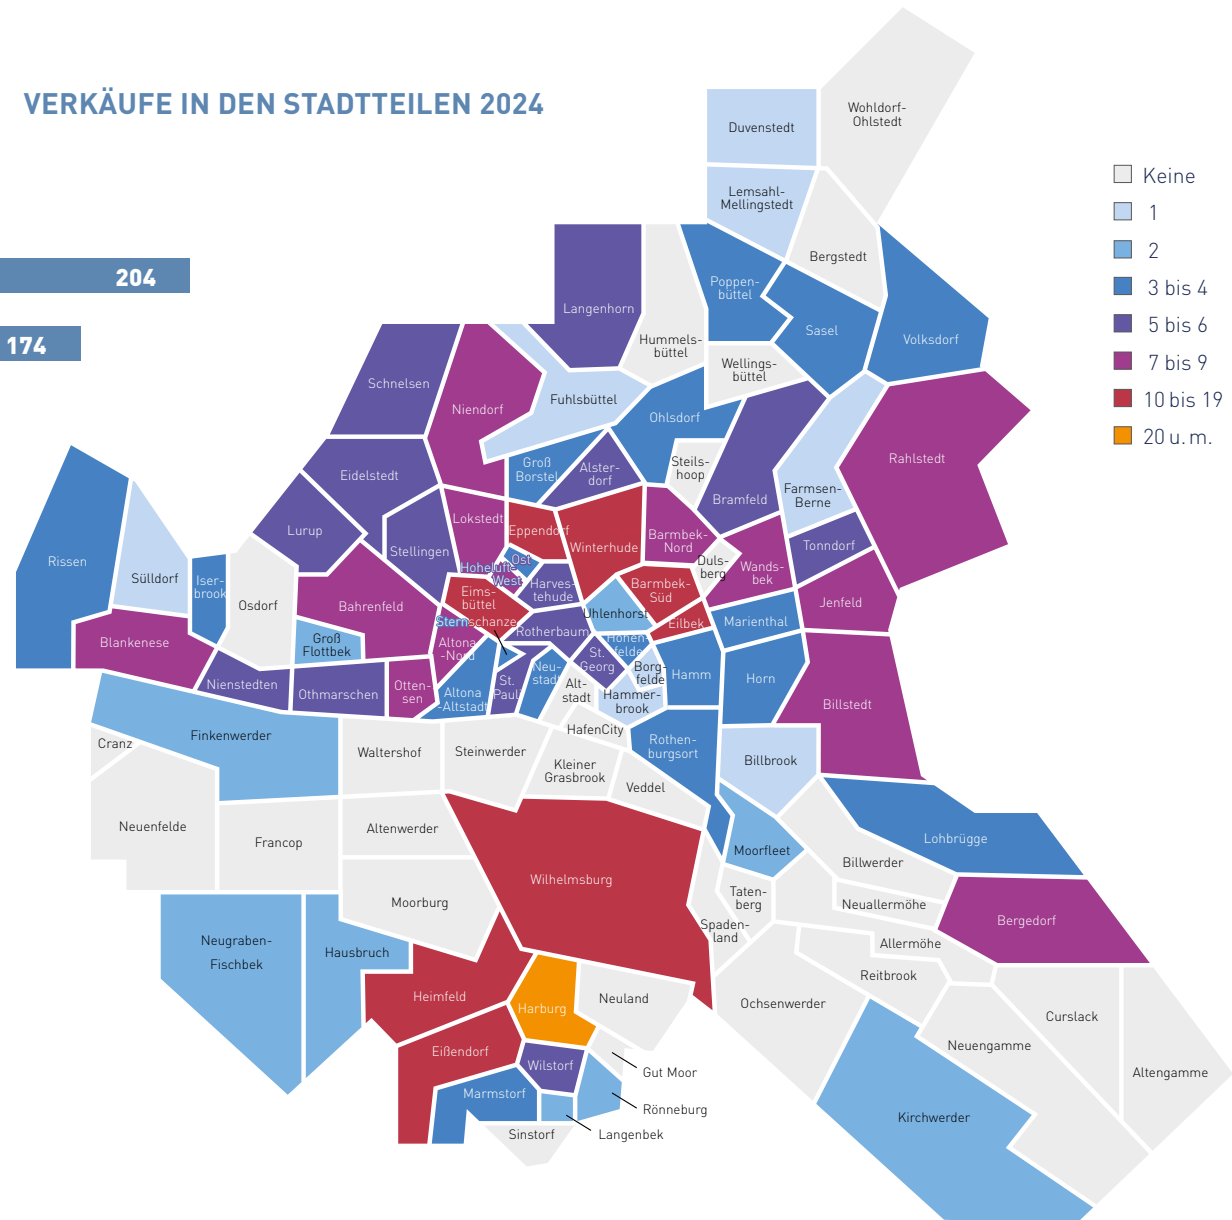 VERKÄUFE IN DEN STADTTEILEN 2024
204
174
Keine
1
2
3 bis 4
5 bis 6
7 bis 9
10 bis 19
20 u. m.
Wohldorf-
Ohlstedt
Duvenstedt
Lemsahl-
Mellingstedt
Bergstedt
Poppen-
büttel
Sasel
Volksdorf
Langenhorn
Hummels-
büttel
Wellings-
büttel
Schnelsen
Niendorf
Fuhlsbüttel
Ohlsdorf
Rahlstedt
Eidelstedt
Groß
Borstel
Alster-
dorf
Steils-
hoop
Bramfeld
Farmsen-
Berne
Lurup
Stellingen
Lokstedt
Eppendorf
Winterhude
Barmbek-
Nord
Duls-
berg
Wands-
bek
Tonndorf
Rissen
Sülldorf
Iser-
brook
Osdorf
Bahrenfeld
Hoheluft-
Ost
West
Eims-
büttel
Harves-
tehude
Barmbek-
Süd
Jenfeld
Blankenese
Groß
Flottbek
Sternschanze
Altona
-Nord
Rotherbaum
Uhlenhorst
Eilbek
Marienthal
Hohen-
felde
Nienstedten
Othmarschen
Otten-
sen
Altona
-Altstadt
St.
Pauli
Neu-
stadt
St.
Georg
Alt-
stadt
Borg-
felde
Hammer-
brook
Hamm
Horn
Billstedt
Finkenwerder
Cranz
Waltershof
Steinwerder
HafenCity
Kleiner
Grasbrook
Rothen-
burgsort
Veddel
Billbrook
Neuenfelde
Francop
Altenwerder
Moorburg
Wilhelmsburg
Moorfleet
Lohbrügge
Billwerder
Neuallermöhe
Taten-
berg
Spaden-
land
Bergedorf
Allermöhe
Neugraben-
Fischbek
Hausbruch
Heimfeld
Harburg
Neuland
Reitbrook
Ochsenwerder
Curslack
Neuengamme
Altengamme
Eißendorf
Wilstorf
Gut Moor
Marmstorf
Rönneburg
Langenbek
Sinstorf
Kirchwerder